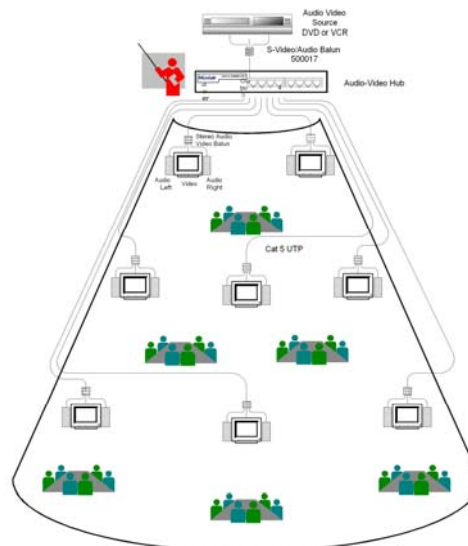 Audio Video
Source
DVD or VCR
S-Video/Audio Balun
500017
Audio-Video Hub
Stereo Audio
Video Balun
Audio
Left
Video
Audio
Right
Cat 5 UTP